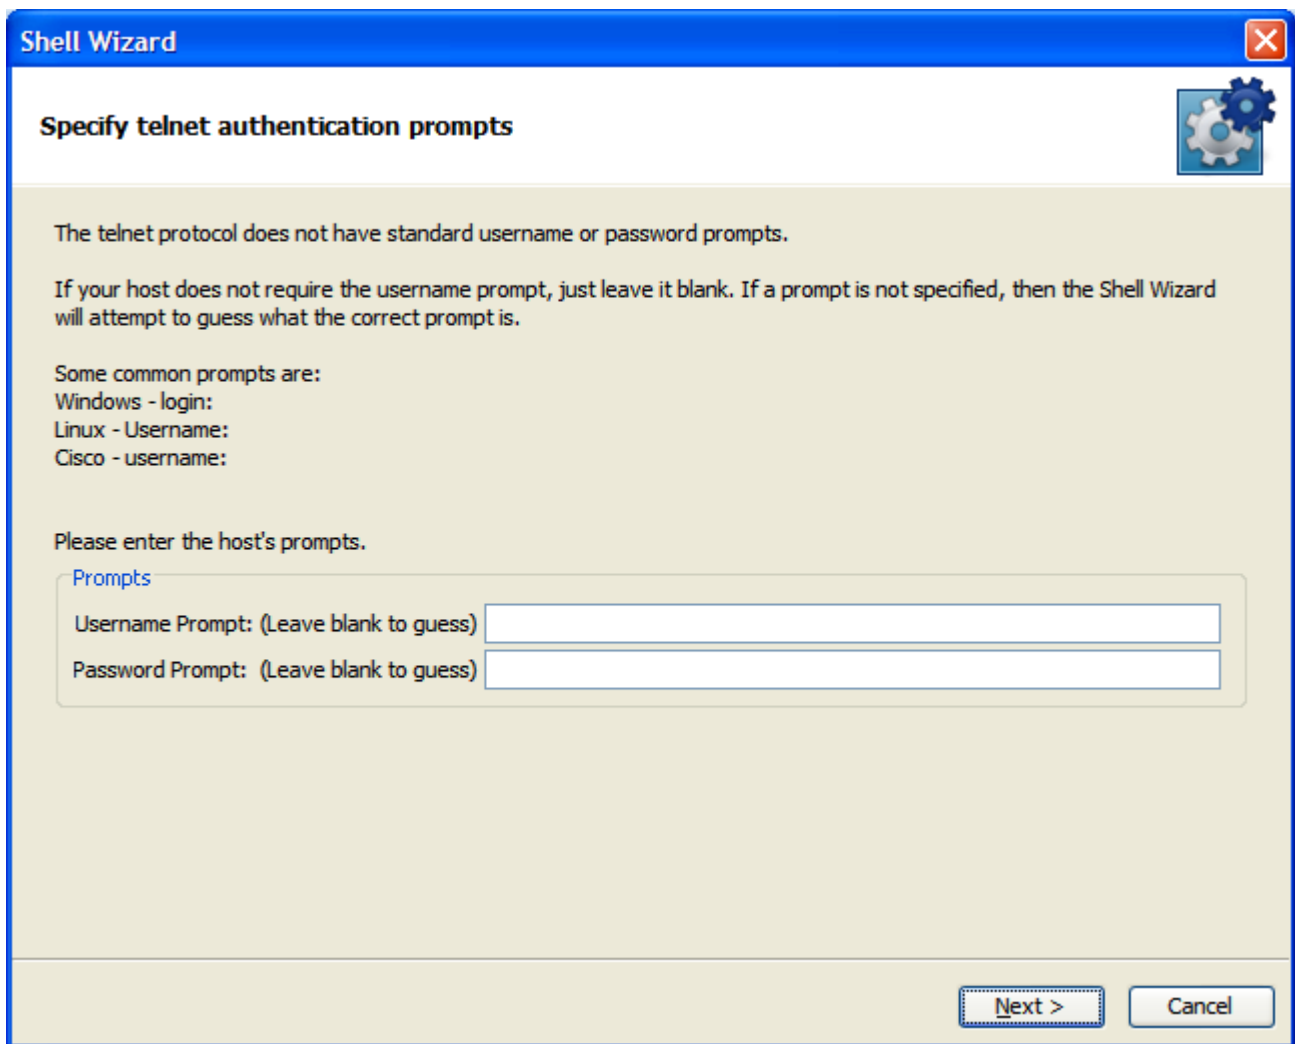 Shell Wizard
Specify telnet authentication prompts
The telnet protocol does not have standard username or password prompts.
If your host does not require the username prompt, just leave it blank. If a prompt is not specified, then the Shell Wizard
will attempt to guess what the correct prompt is.
Some common prompts are:
Windows - login:
Linux - Username:
Cisco - username:
Please enter the host's prompts.
Prompts
Username Prompt: (Leave blank to guess)
Password Prompt: (Leave blank to guess)
Next > Cancel